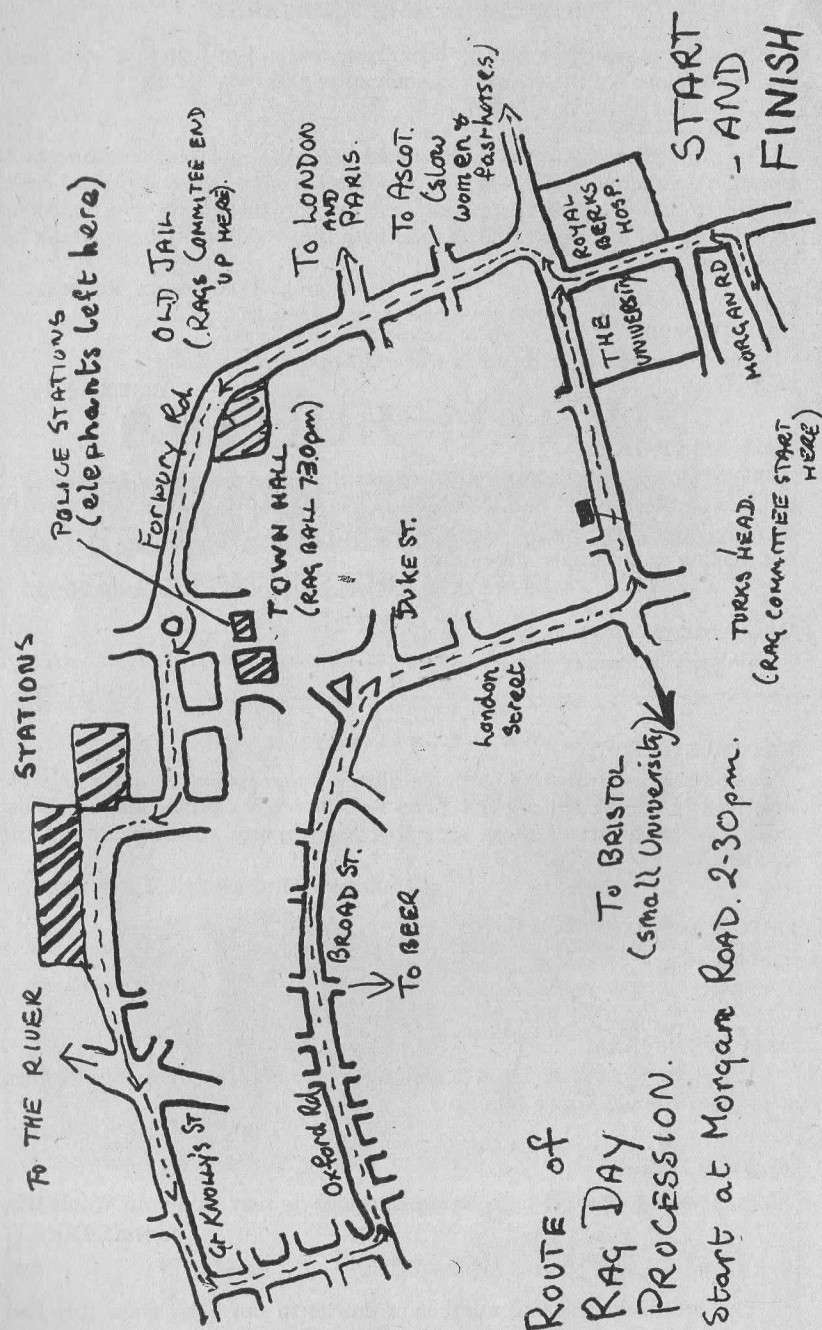 TO THE RIVER
STATIONS
POLICE STATIONS
(elephants left here)
OLD JAIL
(.RAGS COMMITEE END
UP HERE).
Forbury Rd.
TO LONDON
AND
PARIS.
TO ASCOT.
(slow
women &
fast horses)
START
- AND
FINISH
TOWN HALL
(RAG BALL 7.30pm)
DUKE ST.
ROYAL
BERKS
HOSP
THE
UNIVERSITY
MORGAN RD
Gt KNOLLY'S ST
Oxford Rd
BROAD ST.
TO BEER
London
Street
TURKS HEAD.
(RAG COMMITTEE START
HERE)
To BRISTOL
(small University)
ROUTE of
RAG DAY
PROCESSION.
Start at Morgan ROAD. 2-30pm.